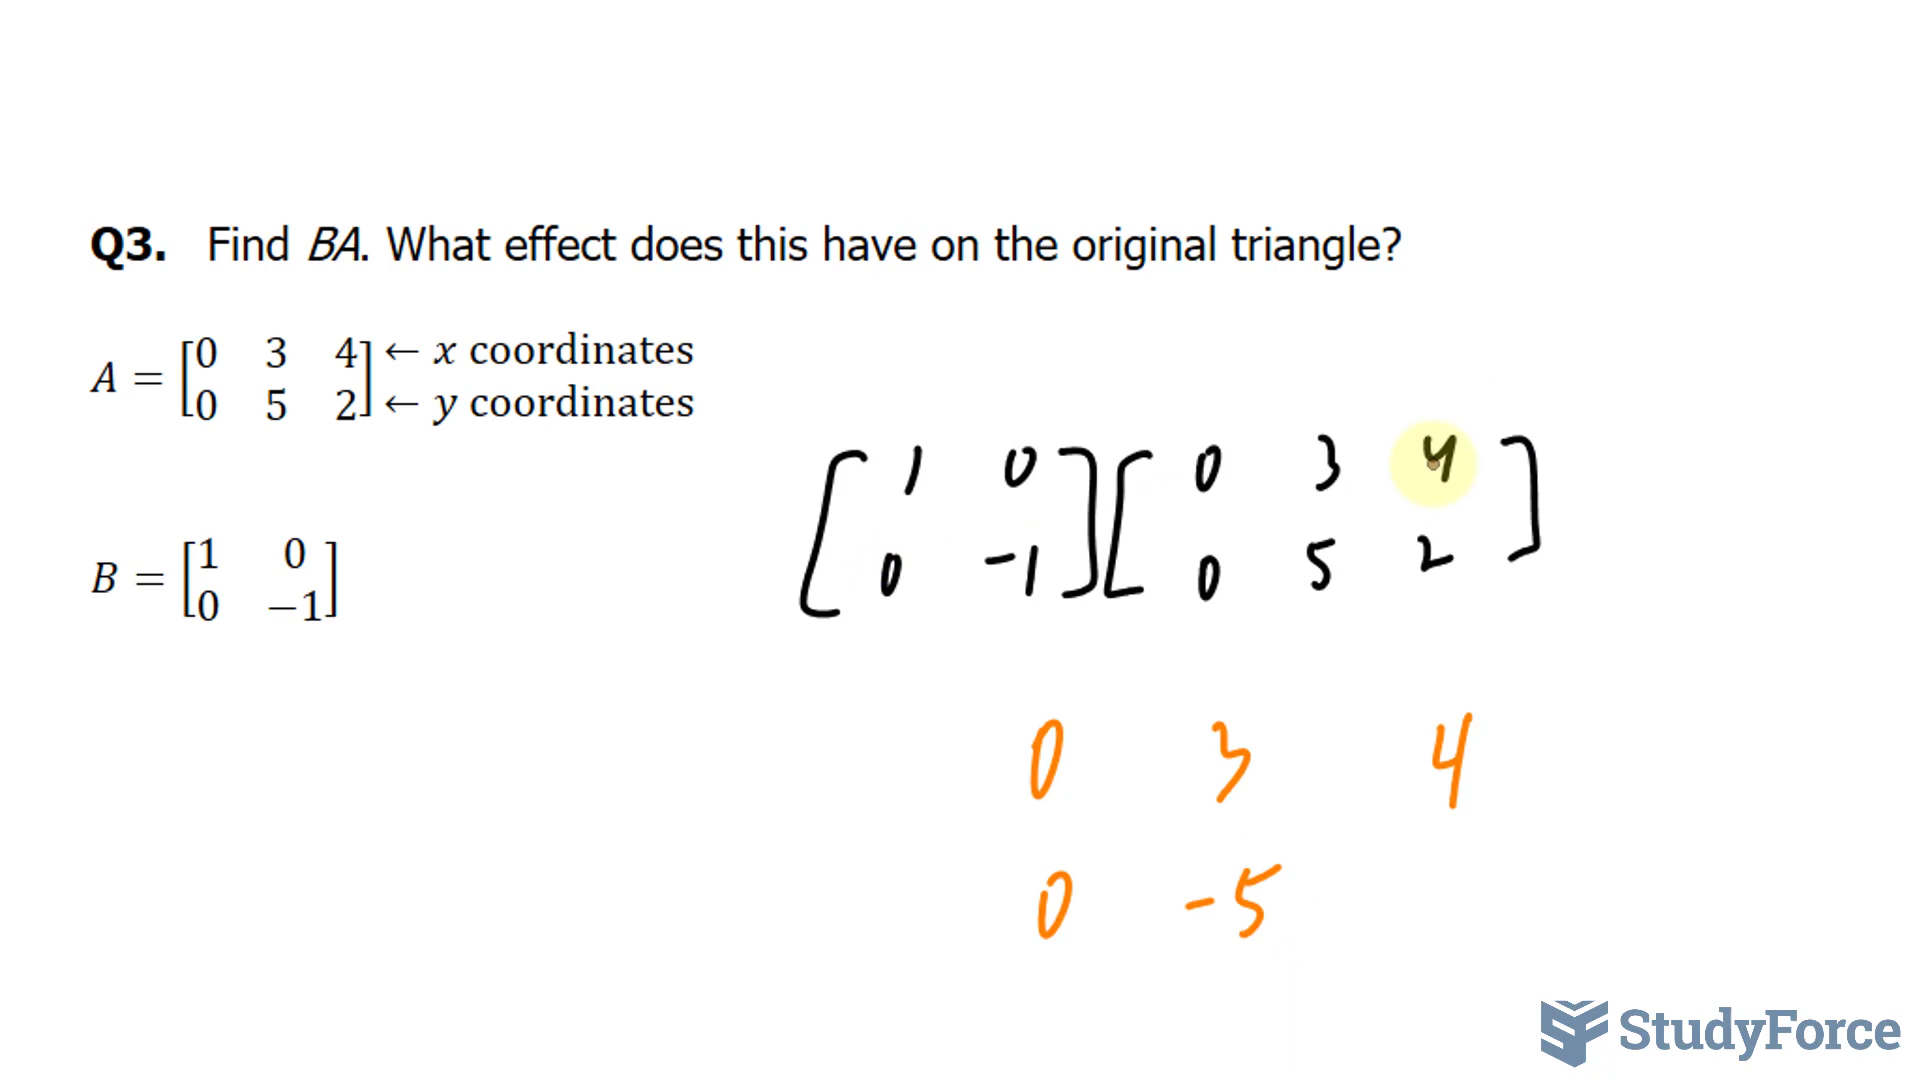 Q3. Find BA. What effect does this have on the original triangle?
A = [0 3 4] ← x coordinates
[0 5 2] ← y coordinates
B = [1 0]
[0 −1]
[1 0] [0 3 4]
[0 -1] [0 5 2]
0 3 4
0 -5
StudyForce